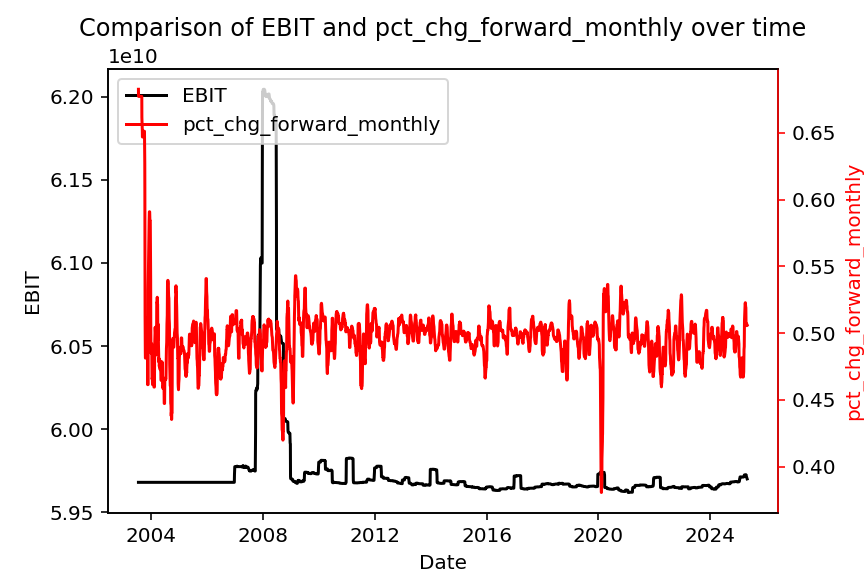 Comparison of EBIT and pct_chg_forward_monthly over time
1e10
EBIT
pct_chg_forward_monthly
6.20
6.15
6.10
6.05
6.00
5.95
EBIT
0.65
0.60
0.55
0.50
0.45
0.40
pct_chg_forward_monthly
2004 2008 2012 2016 2020 2024
Date